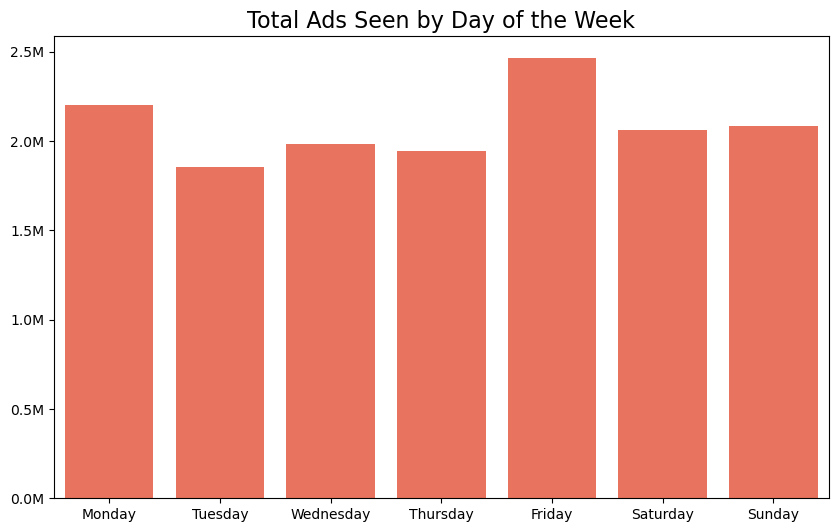 Total Ads Seen by Day of the Week
2.5M
2.0M
1.5M
1.0M
0.5M
0.0M
Monday Tuesday Wednesday Thursday Friday Saturday Sunday